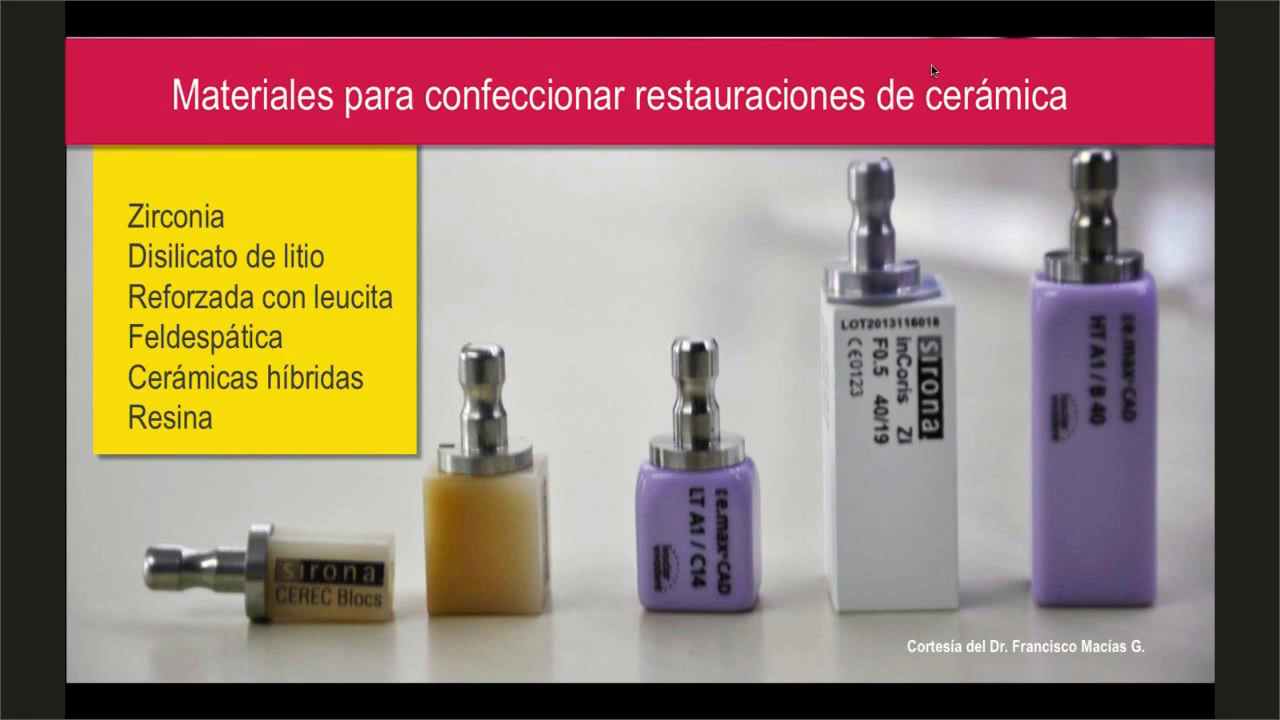 Materiales para confeccionar restauraciones de cerámica
Zirconia
Disilicato de litio
Reforzada con leucita
Feldespática
Cerámicas híbridas
Resina
sirona
CEREC Blocs
e.max CAD
LT A1 / C14
LOT2013116018
sirona
inCoris ZI
F0.5 40/19
CE0123
e.max CAD
HT A1 / B 40
Cortesía del Dr. Francisco Macías G.